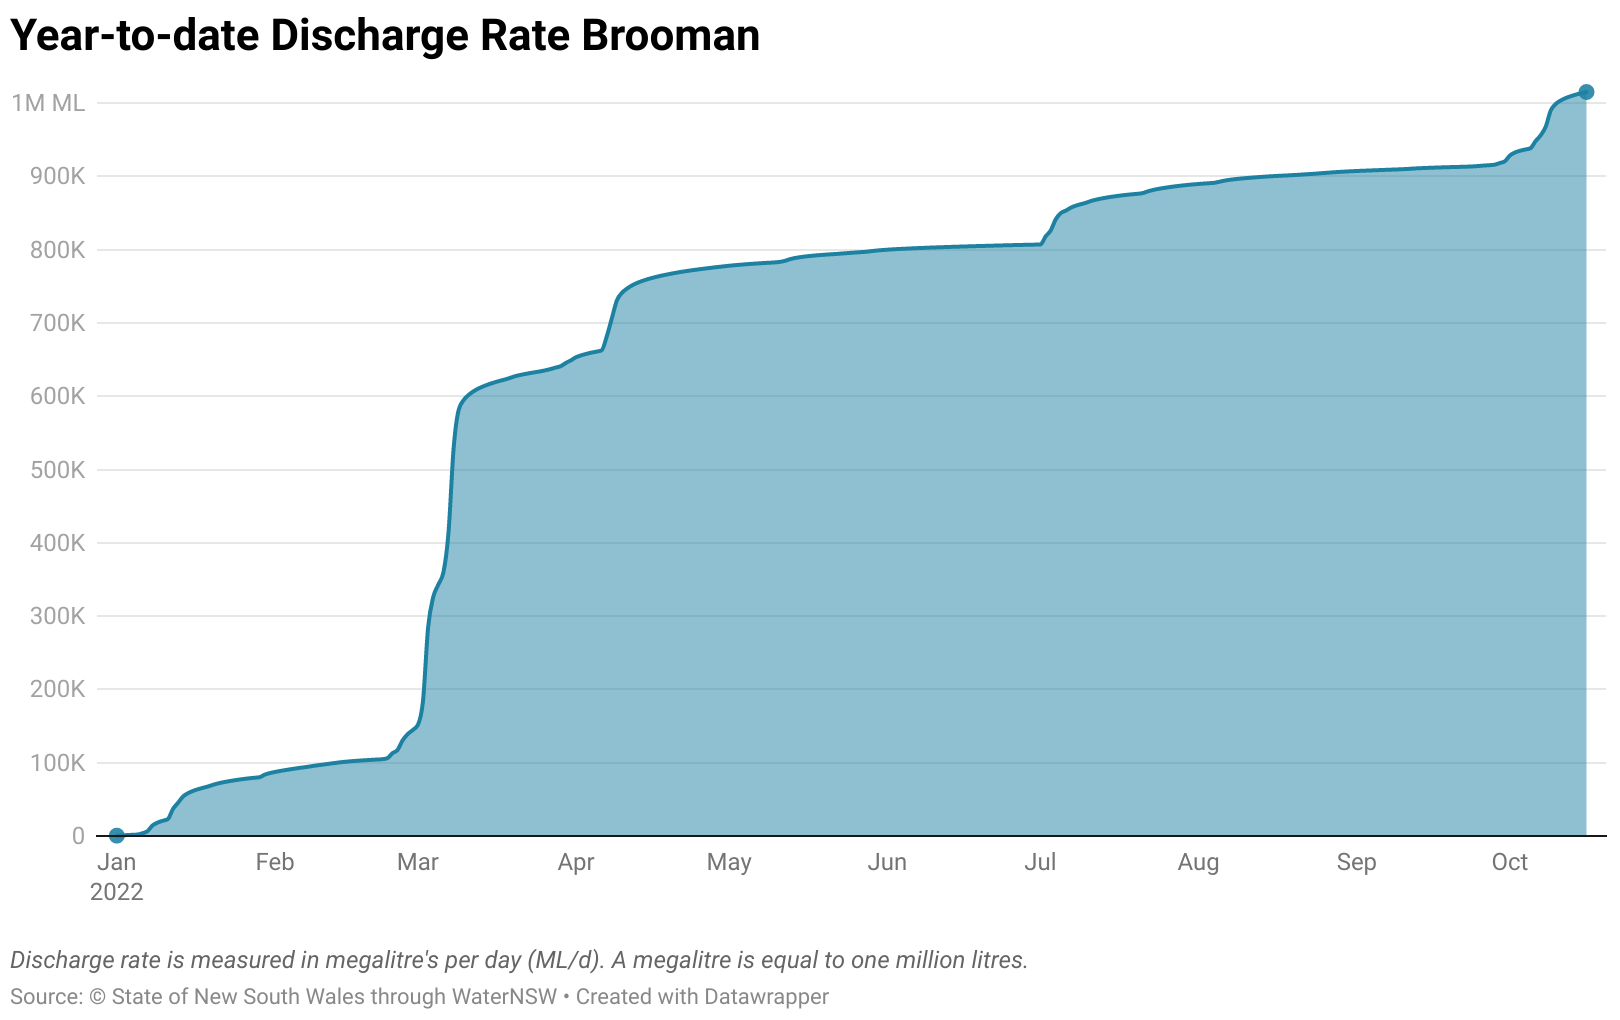 Year-to-date Discharge Rate Brooman
1M ML
900K
800K
700K
600K
500K
400K
300K
200K
100K
0
Jan Feb Mar Apr May Jun Jul Aug Sep Oct
2022
Discharge rate is measured in megalitre's per day (ML/d). A megalitre is equal to one million litres.
Source: © State of New South Wales through WaterNSW • Created with Datawrapper